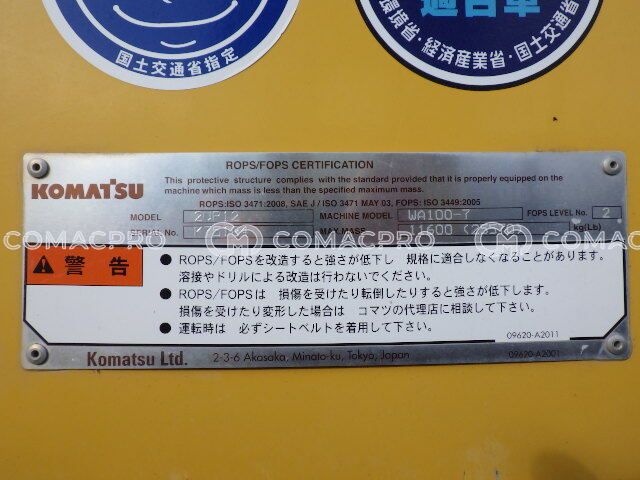 国土交通省指定
適合車
環境省・経済産業省・国土交通省
ROPS/FOPS CERTIFICATION
This protective structure complies with the standard provided that it is properly equipped on the
machine which mass is less than the specified maximum mass.
KOMATSU
ROPS:ISO 3471:2008, SAE J / ISO 3471 MAY 03, FOPS: ISO 3449:2005
MODEL MACHINE MODEL WA100-7 FOPS LEVEL No. 2
SERIAL No. MAX MASS 11600 kg(Lb)
COMACPRO COMACPRO COMACPRO
警告
● ROPS/FOPSを改造すると強さが低下し 規格に適合しなくなることがあります。
溶接やドリルによる改造は行わないでください。
● ROPS/FOPSは 損傷を受けたり転倒したりすると強さが低下します。
損傷を受けたり変形した場合は コマツの代理店に相談して下さい。
● 運転時は 必ずシートベルトを着用して下さい。
09620-A2011
Komatsu Ltd. 2-3-6 Akasaka, Minato-ku, Tokyo, Japan 09620-A2001